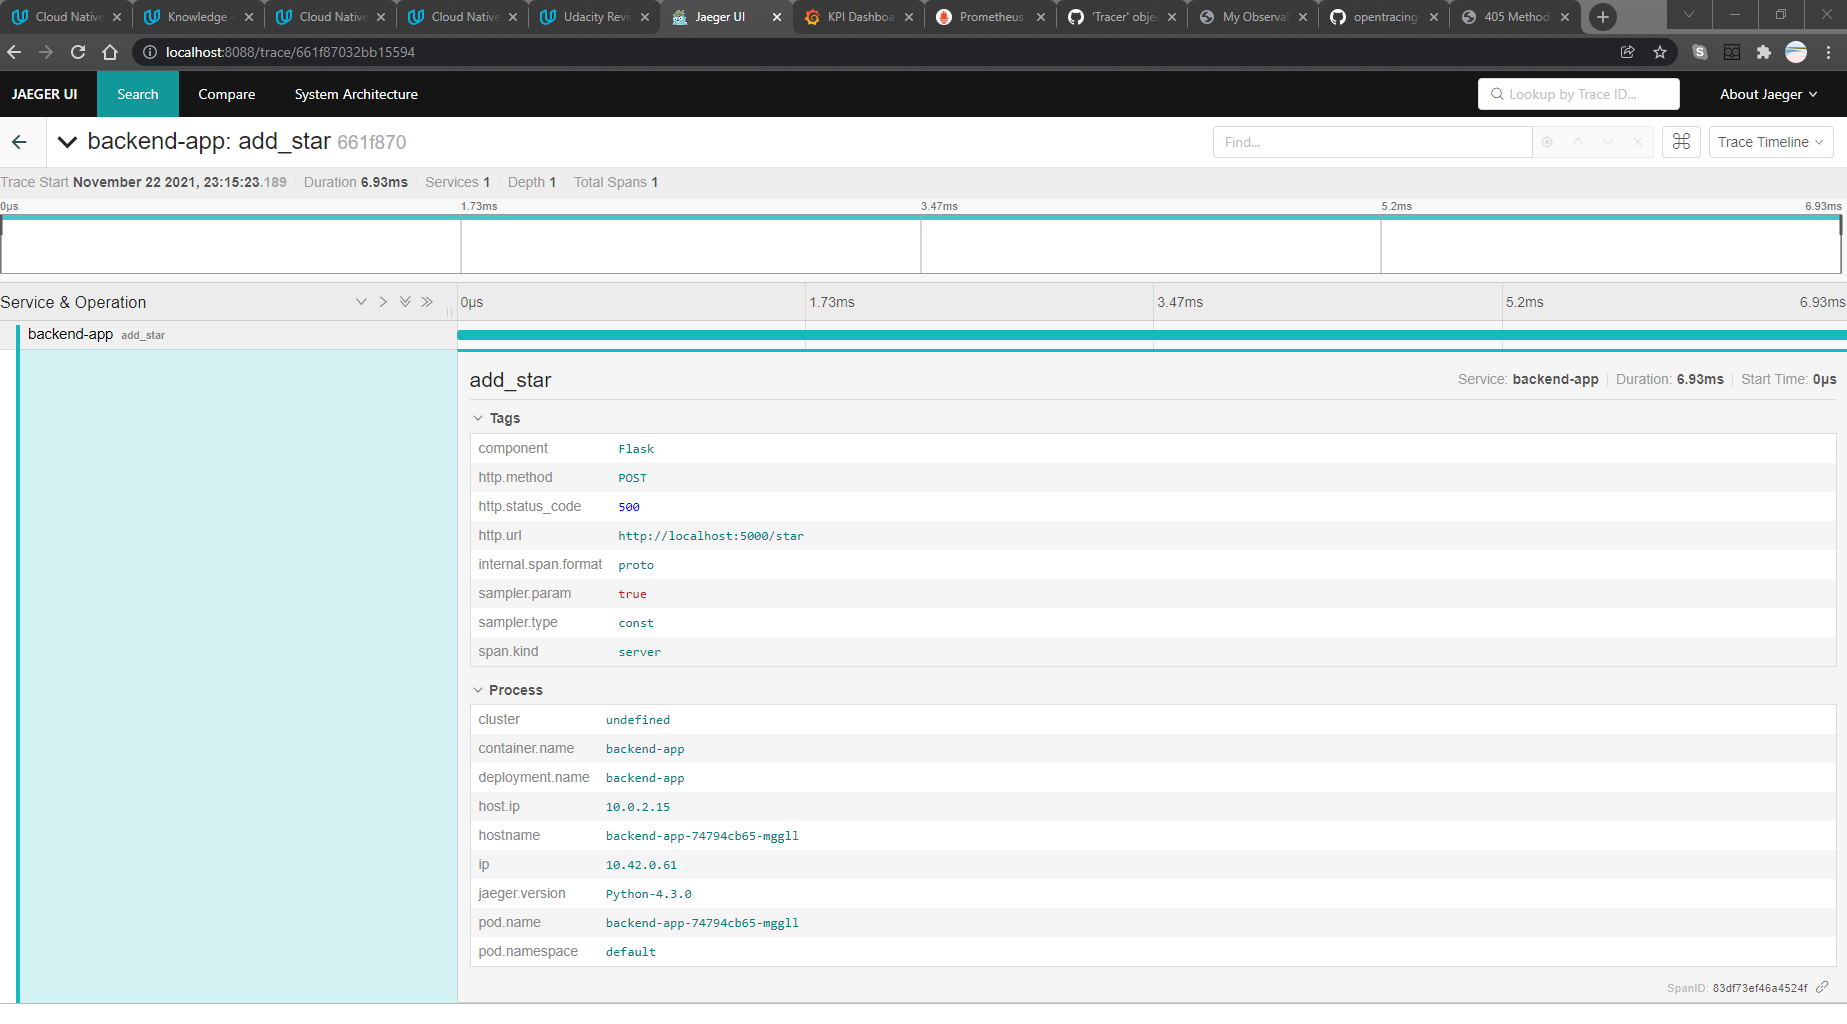 Cloud Native
Knowledge -
Cloud Native
Cloud Native
Udacity Revie
Jaeger UI
KPI Dashboa
Prometheus
'Tracer' obje
My Observa
opentracing
405 Method
localhost:8088/trace/661f87032bb15594
JAEGER UI Search Compare System Architecture Lookup by Trace ID... About Jaeger
backend-app: add_star 661f870 Find... Trace Timeline
Trace Start November 22 2021, 23:15:23.189 Duration 6.93ms Services 1 Depth 1 Total Spans 1
0μs 1.73ms 3.47ms 5.2ms 6.93ms
Service & Operation 0μs 1.73ms 3.47ms 5.2ms 6.93ms
backend-app add_star
add_star Service: backend-app Duration: 6.93ms Start Time: 0μs
Tags
component Flask
http.method POST
http.status_code 500
http.url http://localhost:5000/star
internal.span.format proto
sampler.param true
sampler.type const
span.kind server
Process
cluster undefined
container.name backend-app
deployment.name backend-app
host.ip 10.0.2.15
hostname backend-app-74794cb65-mggll
ip 10.42.0.61
jaeger.version Python-4.3.0
pod.name backend-app-74794cb65-mggll
pod.namespace default
SpanID: 83df73ef46a4524f